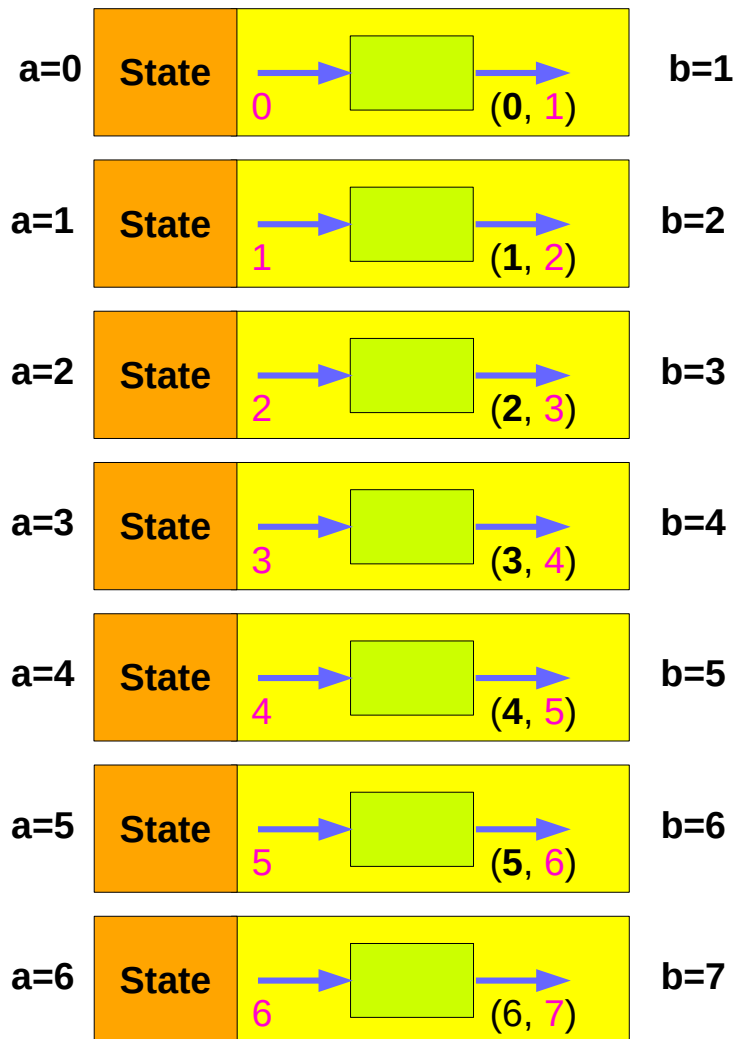 a=0 State 0 (0, 1) b=1
a=1 State 1 (1, 2) b=2
a=2 State 2 (2, 3) b=3
a=3 State 3 (3, 4) b=4
a=4 State 4 (4, 5) b=5
a=5 State 5 (5, 6) b=6
a=6 State 6 (6, 7) b=7